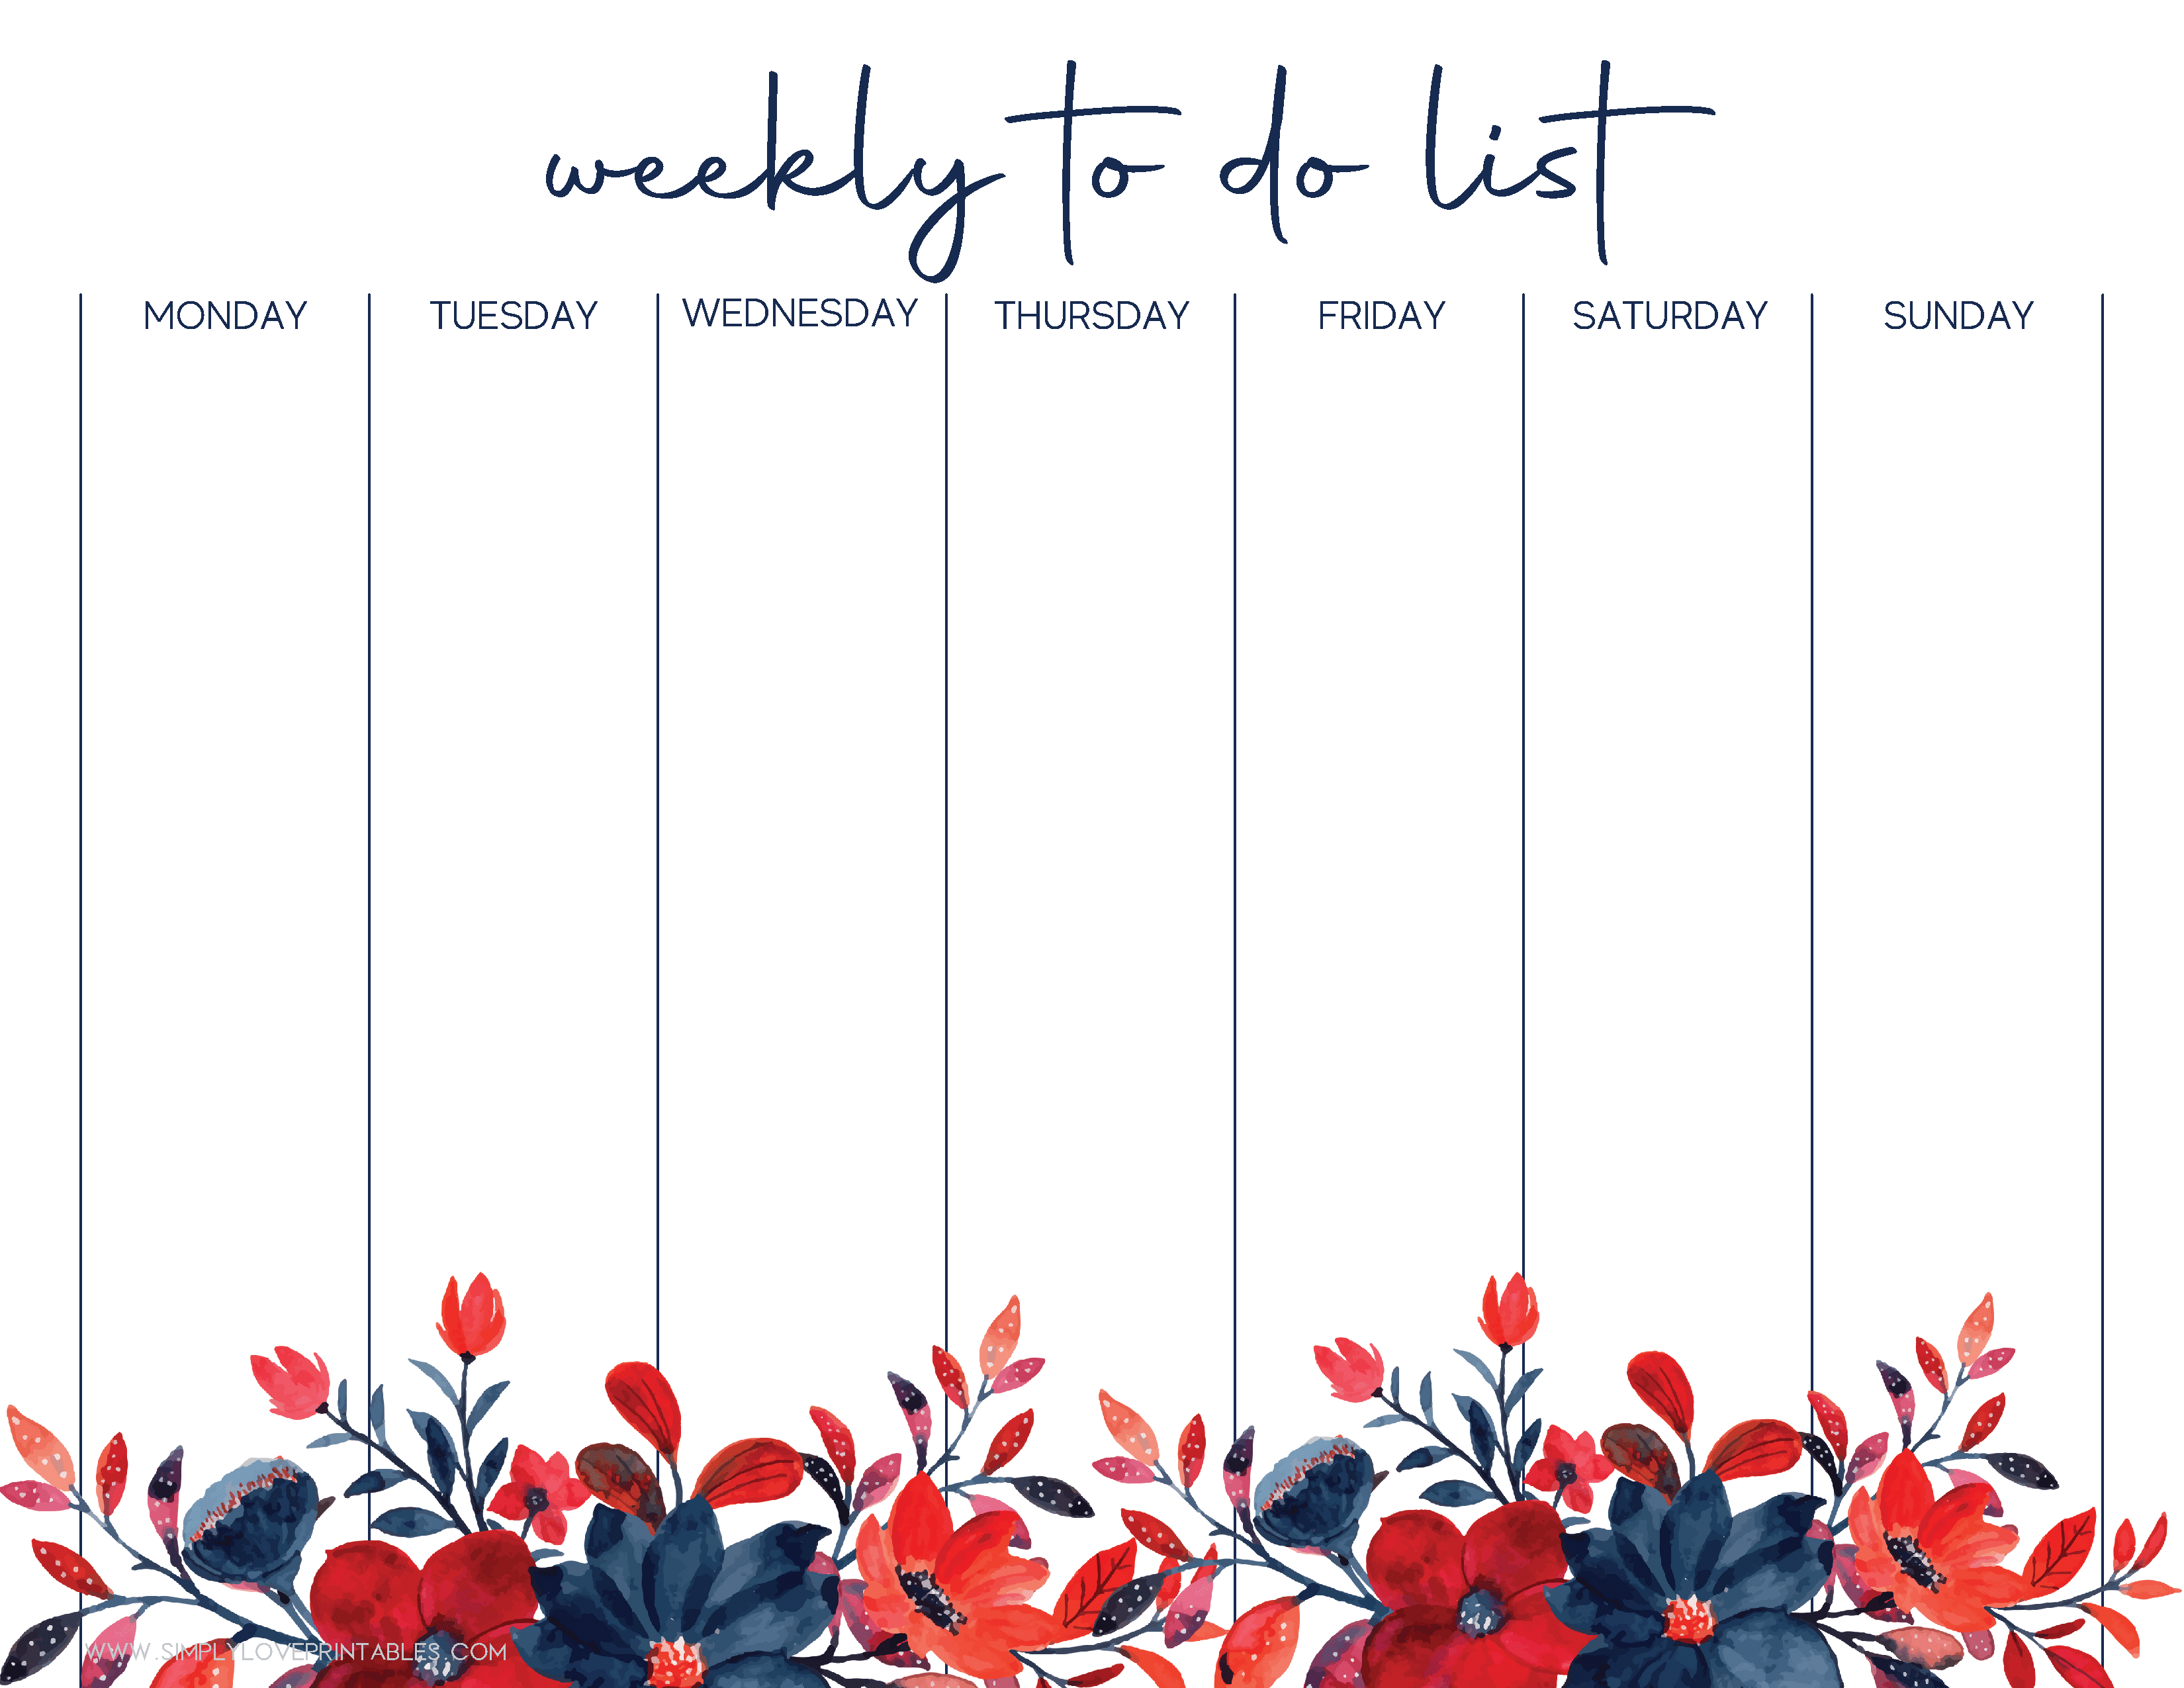 weekly to do list
MONDAY TUESDAY WEDNESDAY THURSDAY FRIDAY SATURDAY SUNDAY
WWW.SIMPLYLOVEPRINTABLES.COM